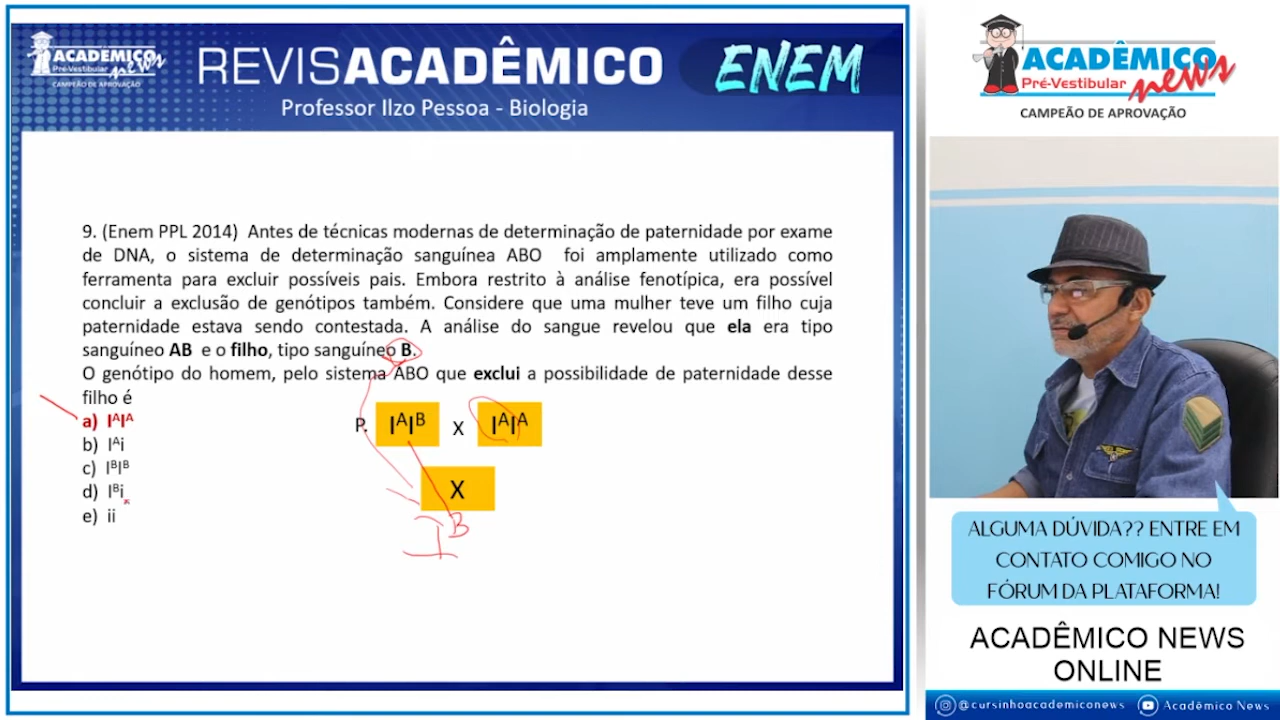 ACADÊMICO
Pré-Vestibular news
CAMPEÃO DE APROVAÇÃO
REVISACADÊMICO
ENEM
Professor Ilzo Pessoa - Biologia
9. (Enem PPL 2014) Antes de técnicas modernas de determinação de paternidade por exame
de DNA, o sistema de determinação sanguínea ABO foi amplamente utilizado como
ferramenta para excluir possíveis pais. Embora restrito à análise fenotípica, era possível
concluir a exclusão de genótipos também. Considere que uma mulher teve um filho cuja
paternidade estava sendo contestada. A análise do sangue revelou que ela era tipo
sanguíneo AB e o filho, tipo sanguíneo B.
O genótipo do homem, pelo sistema ABO que exclui a possibilidade de paternidade desse
filho é
a) IᴬIᴬ
b) Iᴬi
c) IᴮIᴮ
d) Iᴮi
e) ii
P. IᴬIᴮ X IᴬIᴬ
X
Iᴮ
ACADÊMICO
Pré-Vestibular news
CAMPEÃO DE APROVAÇÃO
ALGUMA DÚVIDA?? ENTRE EM
CONTATO COMIGO NO
FÓRUM DA PLATAFORMA!
ACADÊMICO NEWS
ONLINE
@cursinhoacademiconews Acadêmico News